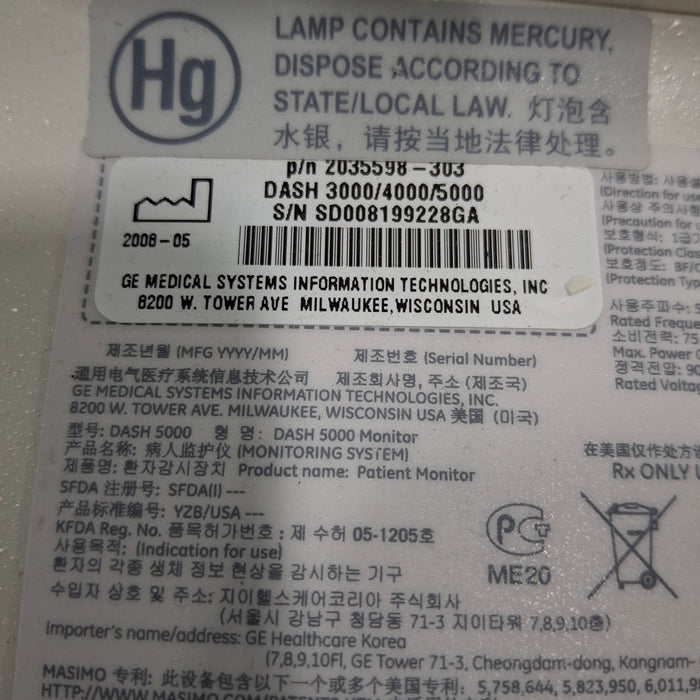 Hg
LAMP CONTAINS MERCURY,
DISPOSE ACCORDING TO
STATE/LOCAL LAW. 灯泡含
水银，请按当地法律处理。
p/n 2035598-303
DASH 3000/4000/5000
S/N SD008199228GA
2008-05
GE MEDICAL SYSTEMS INFORMATION TECHNOLOGIES, INC
8200 W. TOWER AVE MILWAUKEE, WISCONSIN USA
사용방법: 사용설
(Direction for use
사용상 주의사항
(Precaution for u
보호형식: 1급기
(Protection Clas
보호정도: BF/
(Protection Typ
사용주파수: 5
Rated Frequ
소비전력: 75
Max. Power
정격전압: 90
Rated Volta
제조년월 (MFG YYYY/MM) 제조번호 (Serial Number)
通用电气医疗系统信息技术公司 제조회사명, 주소 (제조국)
GE MEDICAL SYSTEMS INFORMATION TECHNOLOGIES, INC.
8200 W. TOWER AVE. MILWAUKEE, WISCONSIN USA 美国 (미국)
型号: DASH 5000 형 명: DASH 5000 Monitor
产品名称: 病人监护仪 (MONITORING SYSTEM)
제품명: 환자감시장치 Product name: Patient Monitor
SFDA 注册号: SFDA(I) ---
产品标准编号: YZB/USA ---
KFDA Reg. No. 품목허가번호 : 제 수허 05-1205호
사용목적: (Indication for use)
환자의 각종 생체 정보 현상을 감시하는 기구
在美国仅作处方
Rx ONLY U
ME20
수입자 상호 및 주소: 지이헬스케어코리아 주식회사
(서울시 강남구 청담동 71-3 지이타워 7,8,9,10층)
Importer's name/address: GE Healthcare Korea
(7,8,9,10Fl, GE Tower 71-3, Cheongdam-dong, Kangnam-
MASIMO 专利: 此设备包含以下一个或多个美国专利: 5,758,644, 5,823,950, 6,011,